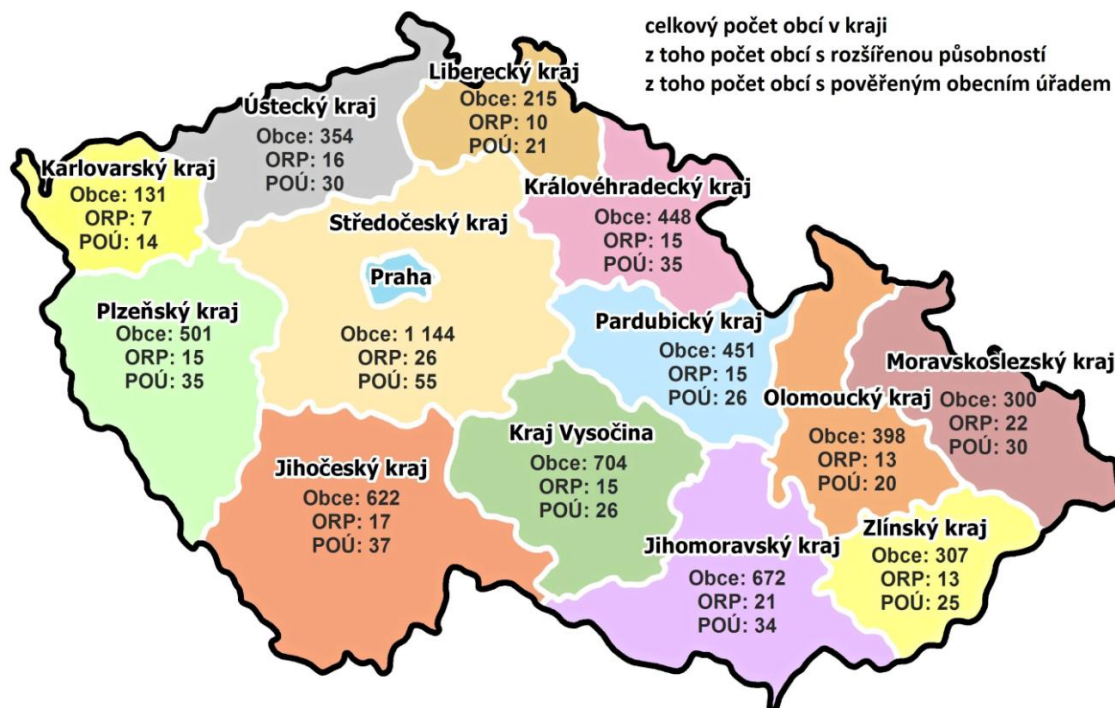 celkový počet obcí v kraji
z toho počet obcí s rozšířenou působností
z toho počet obcí s pověřeným obecním úřadem
Liberecký kraj
Obce: 215
ORP: 10
POÚ: 21
Ústecký kraj
Obce: 354
ORP: 16
POÚ: 30
Karlovarský kraj
Obce: 131
ORP: 7
POÚ: 14
Královéhradecký kraj
Obce: 448
ORP: 15
POÚ: 35
Středočeský kraj
Praha
Obce: 1 144
ORP: 26
POÚ: 55
Plzeňský kraj
Obce: 501
ORP: 15
POÚ: 35
Pardubický kraj
Obce: 451
ORP: 15
POÚ: 26
Moravskoslezský kraj
Obce: 300
ORP: 22
POÚ: 30
Olomoucký kraj
Obce: 398
ORP: 13
POÚ: 20
Kraj Vysočina
Obce: 704
ORP: 15
POÚ: 26
Jihočeský kraj
Obce: 622
ORP: 17
POÚ: 37
Zlínský kraj
Obce: 307
ORP: 13
POÚ: 25
Jihomoravský kraj
Obce: 672
ORP: 21
POÚ: 34